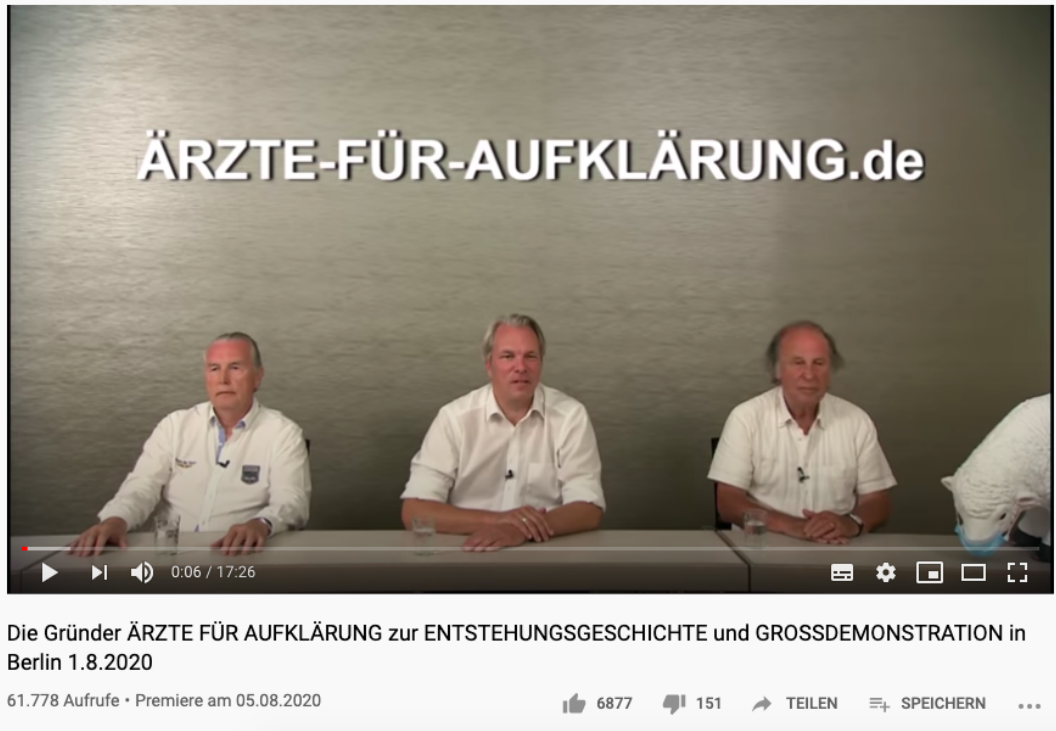 ÄRZTE-FÜR-AUFKLÄRUNG.de
0:06 / 17:26
Die Gründer ÄRZTE FÜR AUFKLÄRUNG zur ENTSTEHUNGSGESCHICHTE und GROSSDEMONSTRATION in
Berlin 1.8.2020
61.778 Aufrufe • Premiere am 05.08.2020
6877
151
TEILEN
SPEICHERN